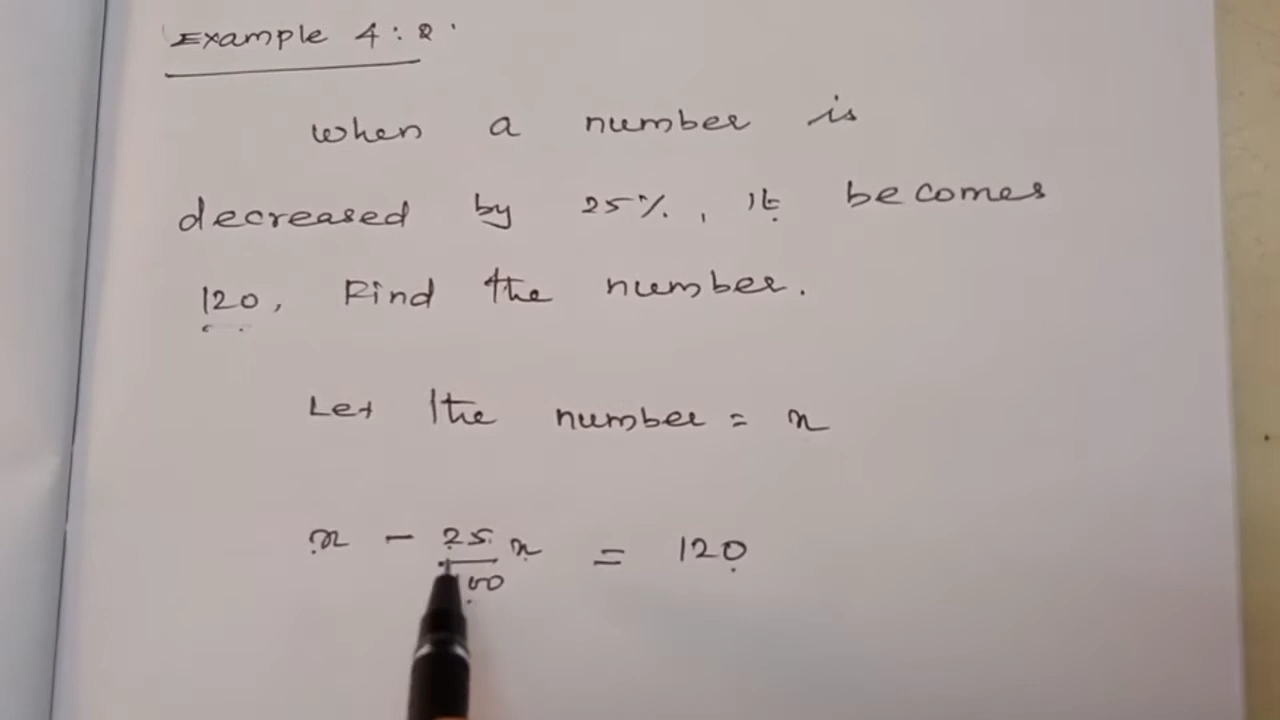 Example 4:2
When a number is
decreased by 25%, it becomes
120, Find the number.
Let the number = x
x - 25/100 x = 120